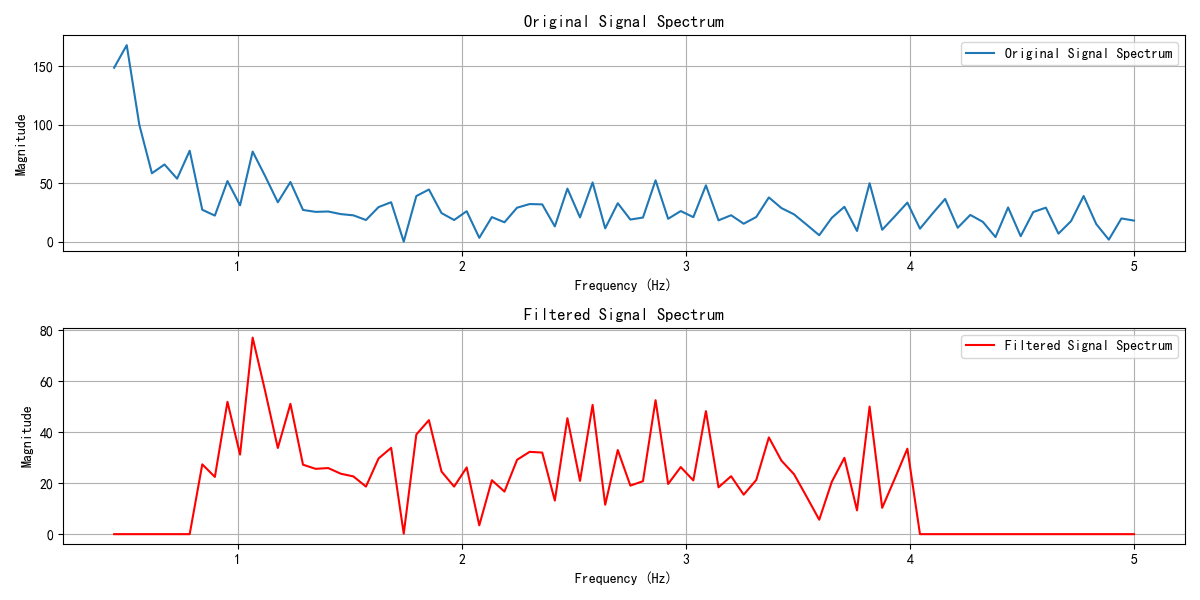 Original Signal Spectrum
Original Signal Spectrum
Magnitude
150
100
50
0
1 2 3 4 5
Frequency (Hz)
Filtered Signal Spectrum
Filtered Signal Spectrum
Magnitude
80
60
40
20
0
1 2 3 4 5
Frequency (Hz)